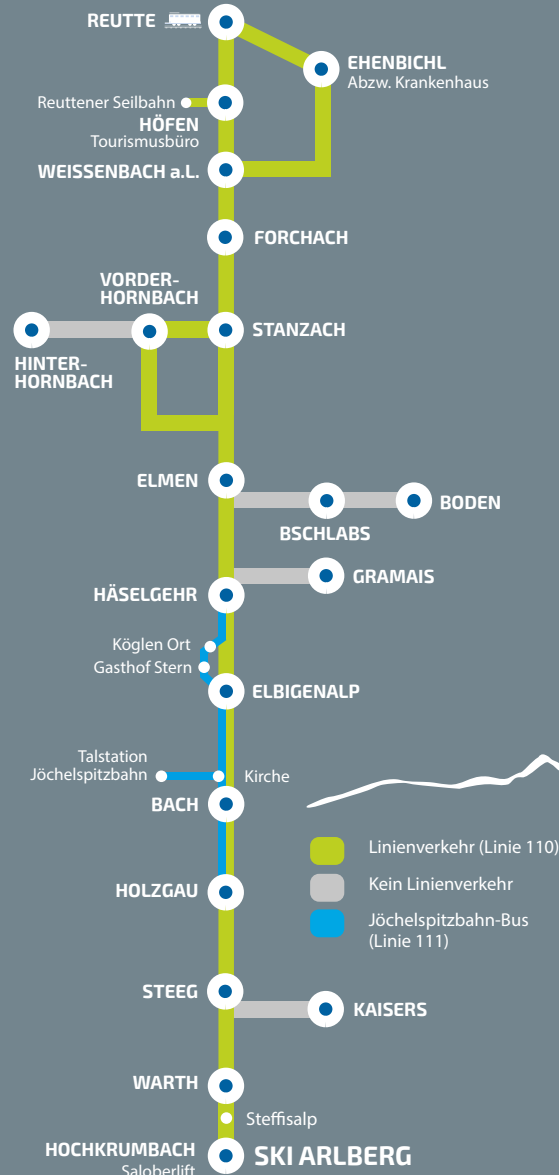 REUTTE
EHENBICHL
Abzw. Krankenhaus
Reuttener Seilbahn
HÖFEN
Tourismusbüro
WEISSENBACH a.L.
FORCHACH
VORDER-
HORNBACH
STANZACH
HINTER-
HORNBACH
ELMEN
BODEN
BSCHLABS
GRAMAIS
HÄSELGEHR
Köglen Ort
Gasthof Stern
ELBIGENALP
Talstation
Jöchelspitzbahn
Kirche
BACH
Linienverkehr (Linie 110)
Kein Linienverkehr
Jöchelspitzbahn-Bus
(Linie 111)
HOLZGAU
STEEG
KAISERS
WARTH
Steffisalp
HOCHKRUMBACH
Saloberlift
SKI ARLBERG